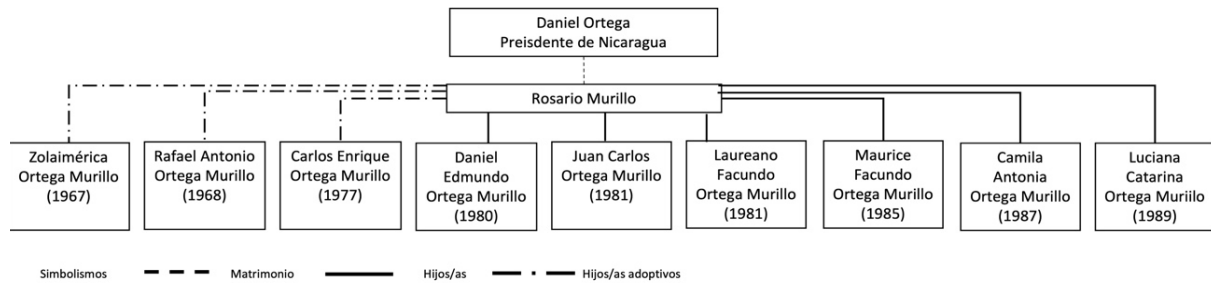 Daniel Ortega
Preisdente de Nicaragua
Rosario Murillo
Zolaimérica
Ortega Murillo
(1967)
Rafael Antonio
Ortega Murillo
(1968)
Carlos Enrique
Ortega Murillo
(1977)
Daniel
Edmundo
Ortega Murillo
(1980)
Juan Carlos
Ortega Murillo
(1981)
Laureano
Facundo
Ortega Murillo
(1981)
Maurice
Facundo
Ortega Murillo
(1985)
Camila
Antonia
Ortega Murillo
(1987)
Luciana
Catarina
Ortega Muriilo
(1989)
Simbolismos Matrimonio Hijos/as Hijos/as adoptivos